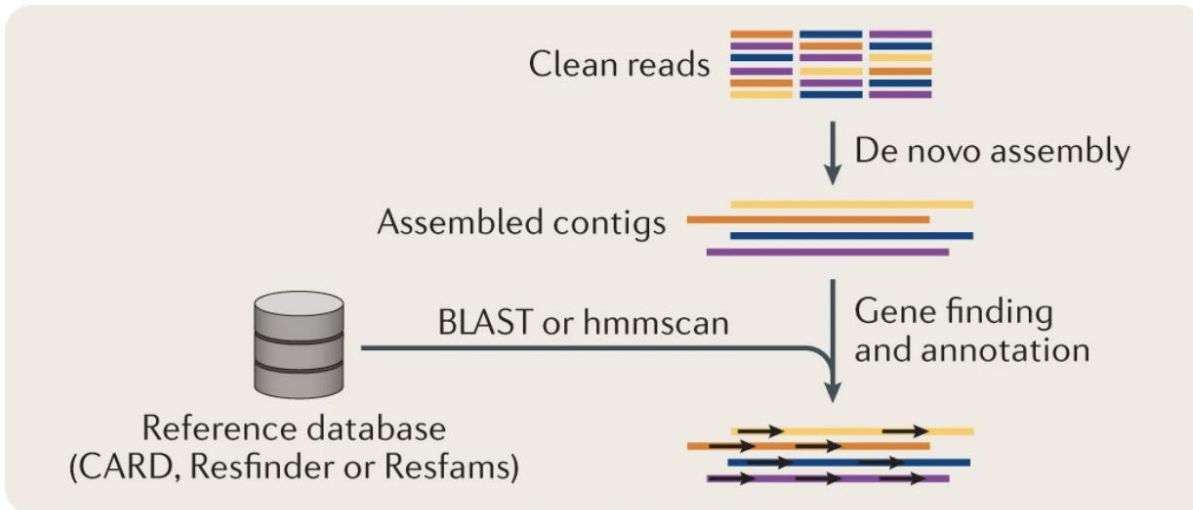 Clean reads
De novo assembly
Assembled contigs
BLAST or hmmscan
Gene finding
and annotation
Reference database
(CARD, Resfinder or Resfams)